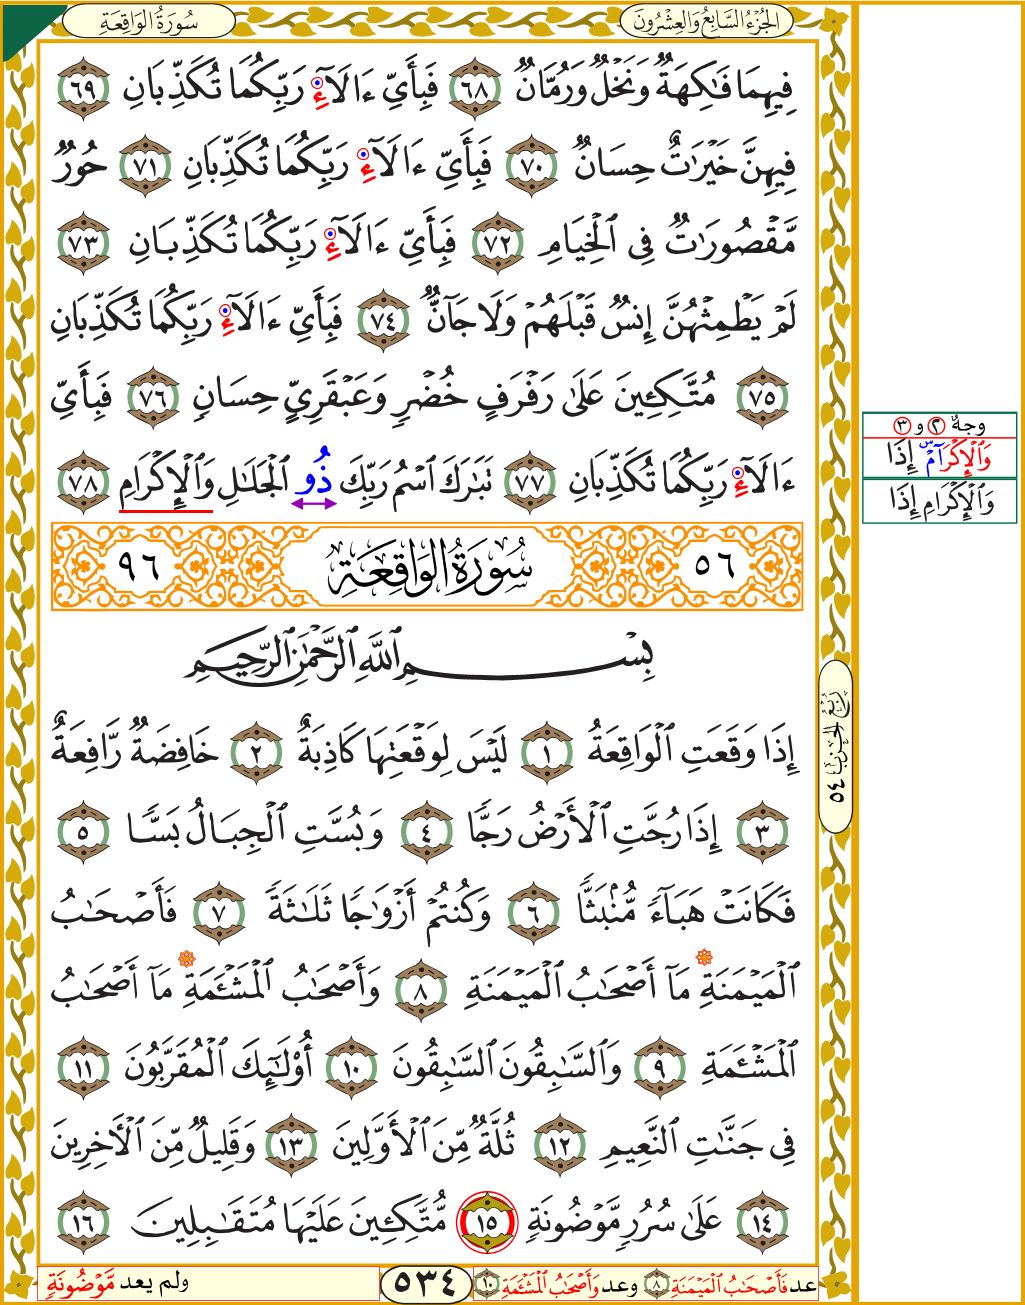 سُورَةُ الوَاقِعَةِ
الجُزْءُ السَّابِعُ وَالعِشْرُونَ
فِيهِمَا فَٰكِهَةٞ وَنَخۡلٞ وَرُمَّانٞ ٦٨ فَبِأَيِّ ءَالَآءِ رَبِّكُمَا تُكَذِّبَانِ ٦٩
فِيهِنَّ خَيۡرَٰتٌ حِسَانٞ ٧٠ فَبِأَيِّ ءَالَآءِ رَبِّكُمَا تُكَذِّبَانِ ٧١ حُورٞ
مَّقۡصُورَٰتٞ فِي ٱلۡخِيَامِ ٧٢ فَبِأَيِّ ءَالَآءِ رَبِّكُمَا تُكَذِّبَانِ ٧٣
لَمۡ يَطۡمِثۡهُنَّ إِنسٞ قَبۡلَهُمۡ وَلَا جَآنّٞ ٧٤ فَبِأَيِّ ءَالَآءِ رَبِّكُمَا تُكَذِّبَانِ
٧٥ مُتَّكِـِٔينَ عَلَىٰ رَفۡرَفٍ خُضۡرٖ وَعَبۡقَرِيٍّ حِسَانٖ ٧٦ فَبِأَيِّ
ءَالَآءِ رَبِّكُمَا تُكَذِّبَانِ ٧٧ تَبَٰرَكَ ٱسۡمُ رَبِّكَ ذُو ٱلۡجَلَٰلِ وَٱلۡإِكۡرَامِ ٧٨
وجهٌ ٢ و ٣
وَٱلۡإِكۡرَآمۡ س إِذَا
وَٱلۡإِكۡرَامِ إِذَا
٥٦ سُورَةُ الوَاقِعَةِ ٩٦
بِسۡمِ ٱللَّهِ ٱلرَّحۡمَٰنِ ٱلرَّحِيمِ
إِذَا وَقَعَتِ ٱلۡوَاقِعَةُ ١ لَيۡسَ لِوَقۡعَتِهَا كَاذِبَةٌ ٢ خَافِضَةٞ رَّافِعَةٌ
٣ إِذَا رُجَّتِ ٱلۡأَرۡضُ رَجّٗا ٤ وَبُسَّتِ ٱلۡجِبَالُ بَسّٗا ٥
فَكَانَتۡ هَبَآءٗ مُّنۢبَثّٗا ٦ وَكُنتُمۡ أَزۡوَٰجٗا ثَلَٰثَةٗ ٧ فَأَصۡحَٰبُ
ٱلۡمَيۡمَنَةِ مَآ أَصۡحَٰبُ ٱلۡمَيۡمَنَةِ ٨ وَأَصۡحَٰبُ ٱلۡمَشۡـَٔمَةِ مَآ أَصۡحَٰبُ
ٱلۡمَشۡـَٔمَةِ ٩ وَٱلسَّٰبِقُونَ ٱلسَّٰبِقُونَ ١٠ أُوْلَٰٓئِكَ ٱلۡمُقَرَّبُونَ ١١
فِي جَنَّٰتِ ٱلنَّعِيمِ ١٢ ثُلَّةٞ مِّنَ ٱلۡأَوَّلِينَ ١٣ وَقَلِيلٞ مِّنَ ٱلۡأٓخِرِينَ
١٤ عَلَىٰ سُرُرٖ مَّوۡضُونَةٖ ١٥ مُّتَّكِـِٔينَ عَلَيۡهَا مُتَقَٰبِلِينَ ١٦
رُبْعُ الحِزْبِ ٥٤
عد فَأَصۡحَٰبُ ٱلۡمَيۡمَنَةِ ٨ وعد وَأَصۡحَٰبُ ٱلۡمَشۡـَٔمَةِ ١٠
٥٣٤
ولم يعد مَّوۡضُونَةٖ